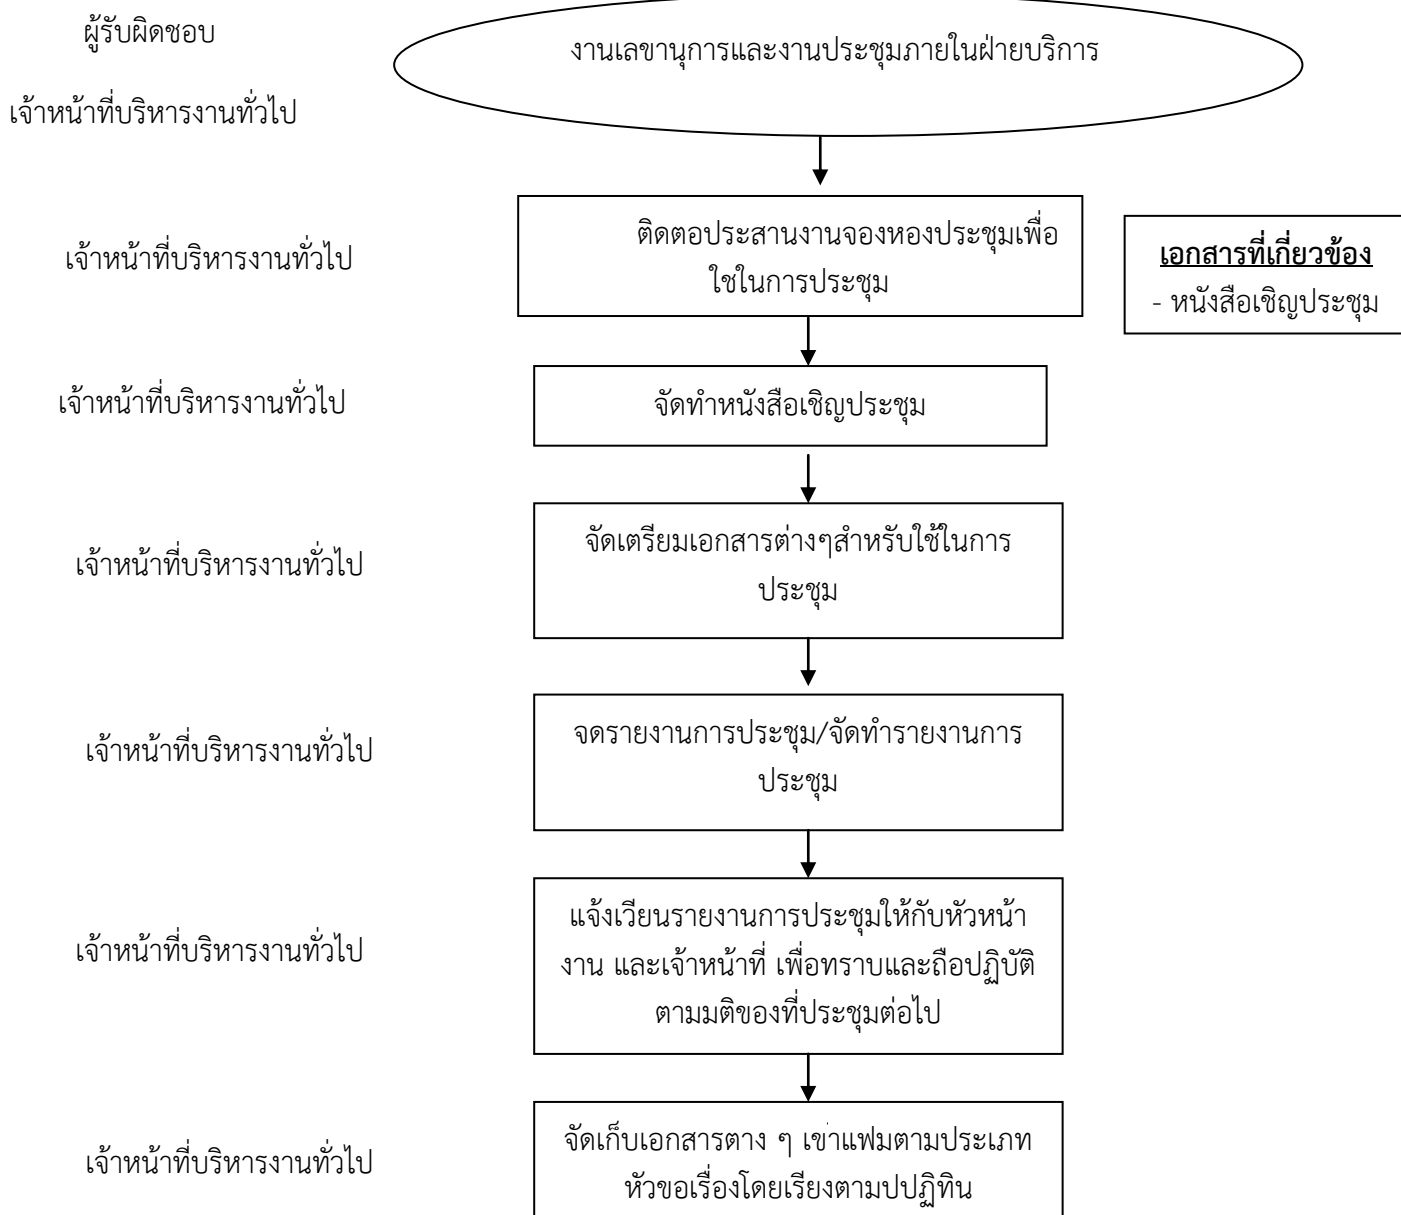 ผู้รับผิดชอบ
งานเลขานุการและงานประชุมภายในฝ่ายบริการ
เจ้าหน้าที่บริหารงานทั่วไป
เจ้าหน้าที่บริหารงานทั่วไป
ติดตอประสานงานจองหองประชุมเพื่อ
ใชในการประชุม
เอกสารที่เกี่ยวข้อง
- หนังสือเชิญประชุม
เจ้าหน้าที่บริหารงานทั่วไป
จัดทำหนังสือเชิญประชุม
เจ้าหน้าที่บริหารงานทั่วไป
จัดเตรียมเอกสารต่างๆสำหรับใช้ในการ
ประชุม
เจ้าหน้าที่บริหารงานทั่วไป
จดรายงานการประชุม/จัดทำรายงานการ
ประชุม
เจ้าหน้าที่บริหารงานทั่วไป
แจ้งเวียนรายงานการประชุมให้กับหัวหน้า
งาน และเจ้าหน้าที่ เพื่อทราบและถือปฏิบัติ
ตามมติของที่ประชุมต่อไป
เจ้าหน้าที่บริหารงานทั่วไป
จัดเก็บเอกสารตาง ๆ เขาแฟมตามประเภท
หัวขอเรื่องโดยเรียงตามปปฏิทิน